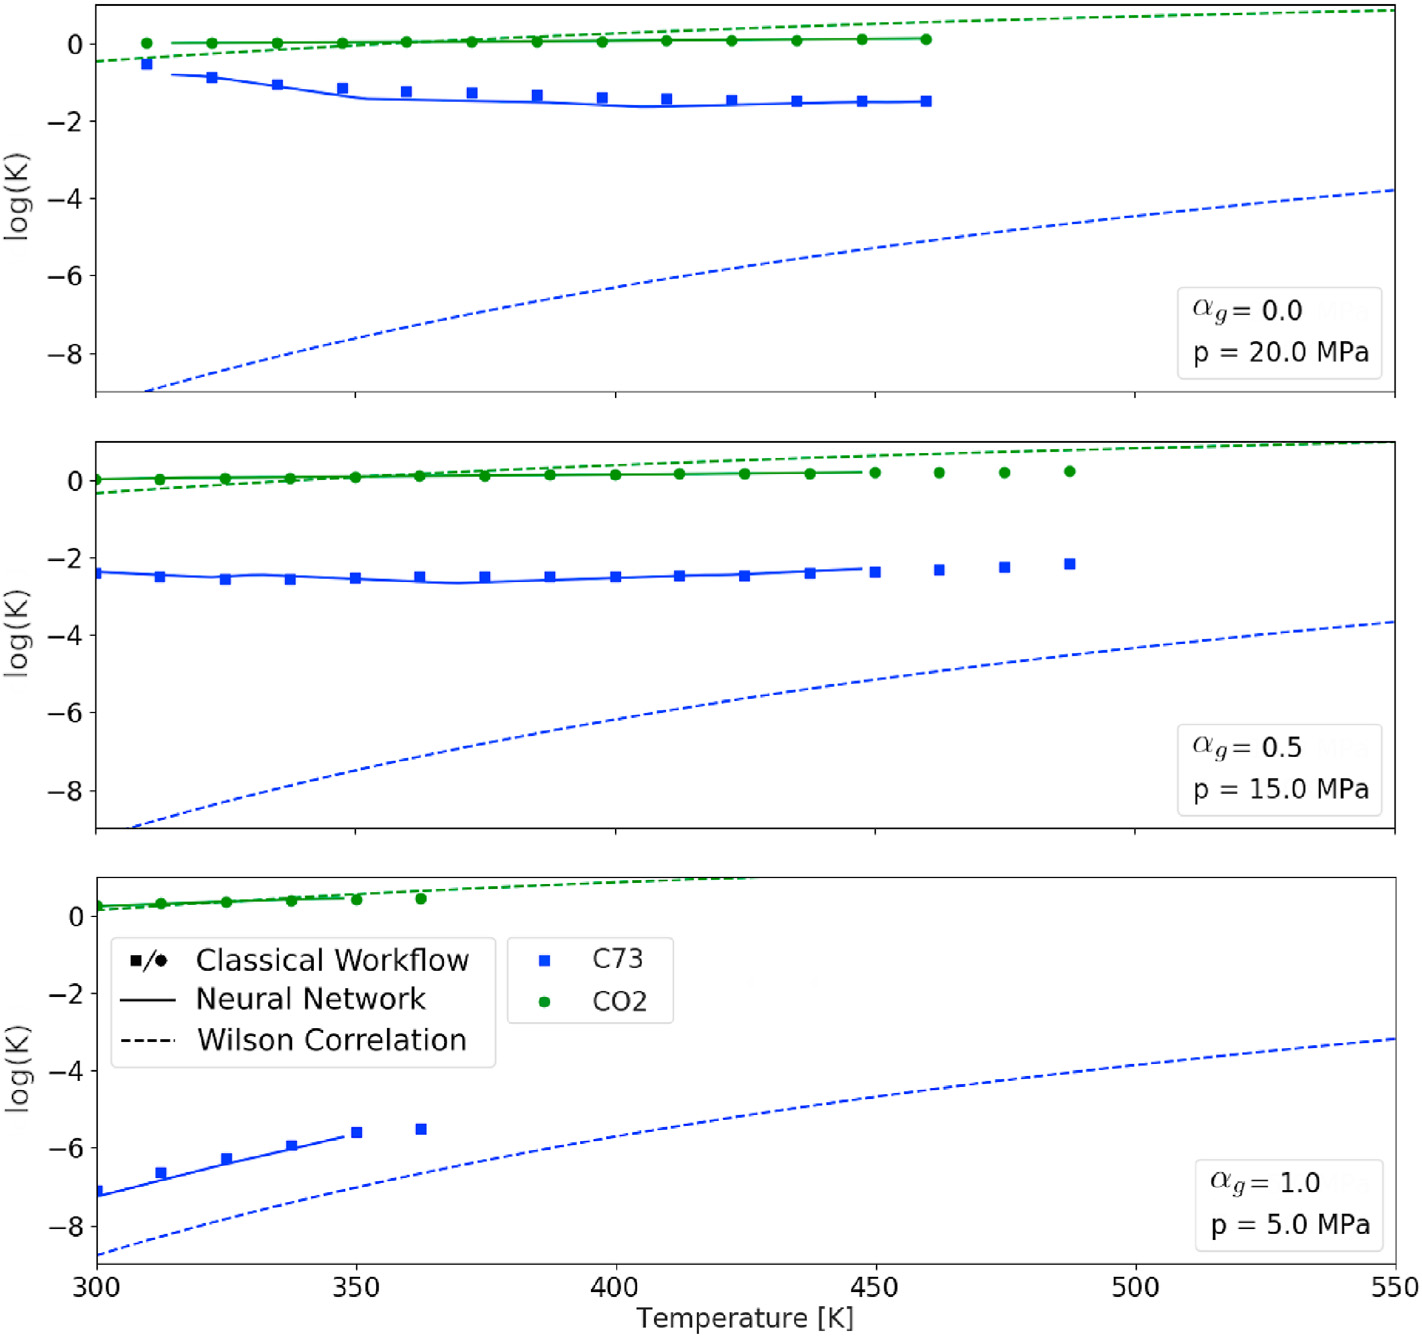 0
−2
−4
−6
−8
log(K)
αg= 0.0
p = 20.0 MPa
0
−2
−4
−6
−8
log(K)
αg= 0.5
p = 15.0 MPa
0
−2
−4
−6
−8
log(K)
■/● Classical Workflow
Neural Network
Wilson Correlation
C73
CO2
αg= 1.0
p = 5.0 MPa
300 350 400 450 500 550
Temperature [K]